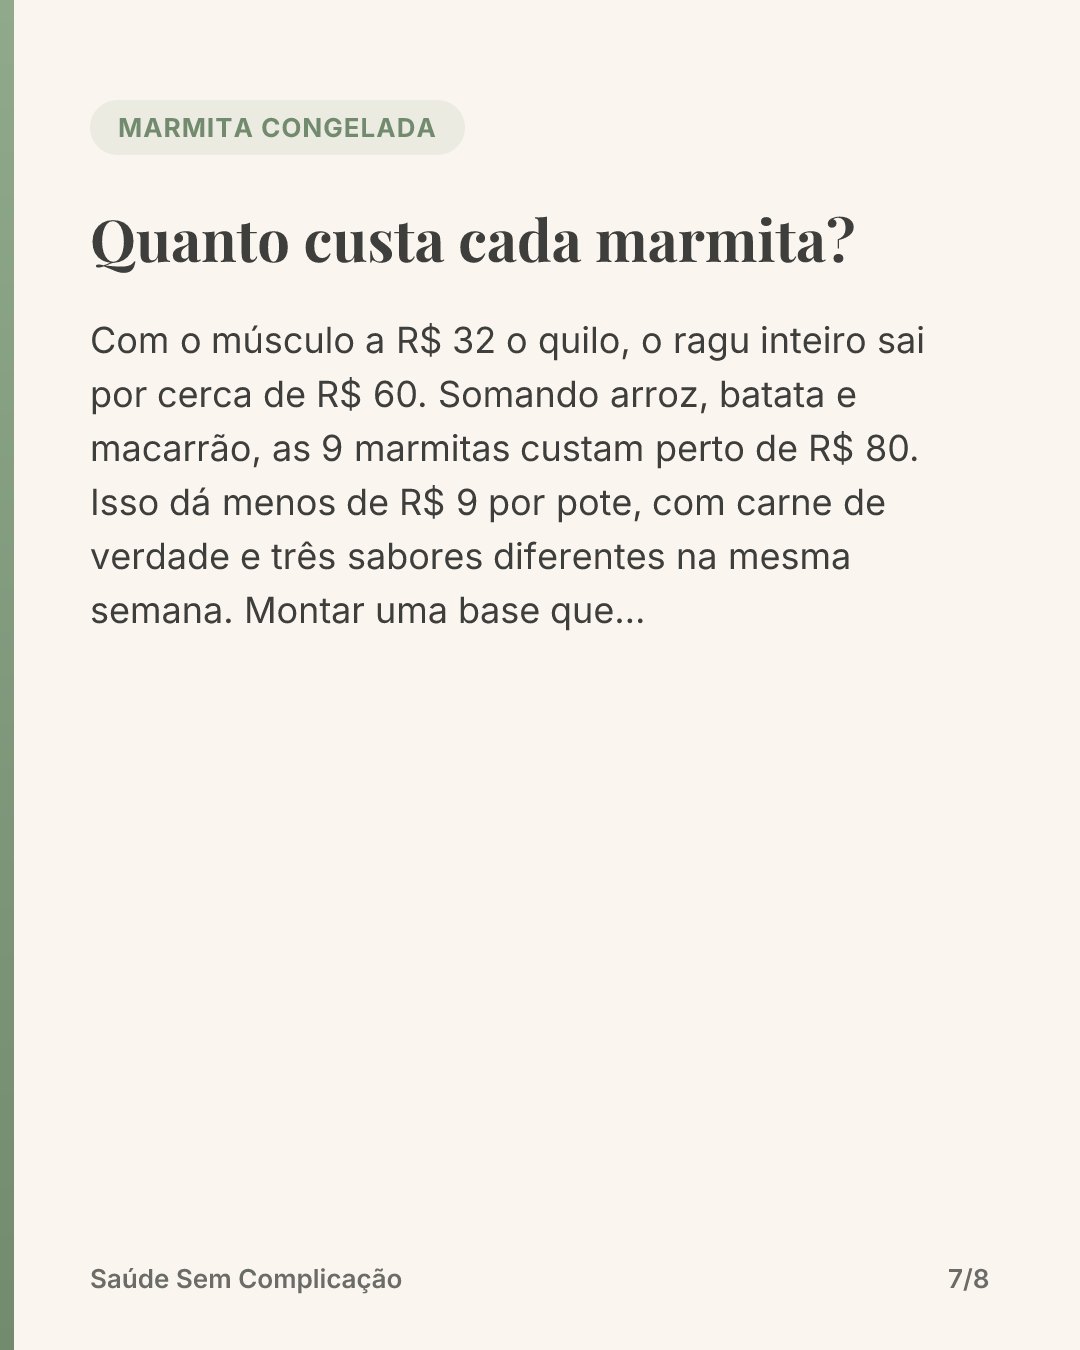 MARMITA CONGELADA
Quanto custa cada marmita?
Com o músculo a R$ 32 o quilo, o ragu inteiro sai
por cerca de R$ 60. Somando arroz, batata e
macarrão, as 9 marmitas custam perto de R$ 80.
Isso dá menos de R$ 9 por pote, com carne de
verdade e três sabores diferentes na mesma
semana. Montar uma base que...
Saúde Sem Complicação
7/8